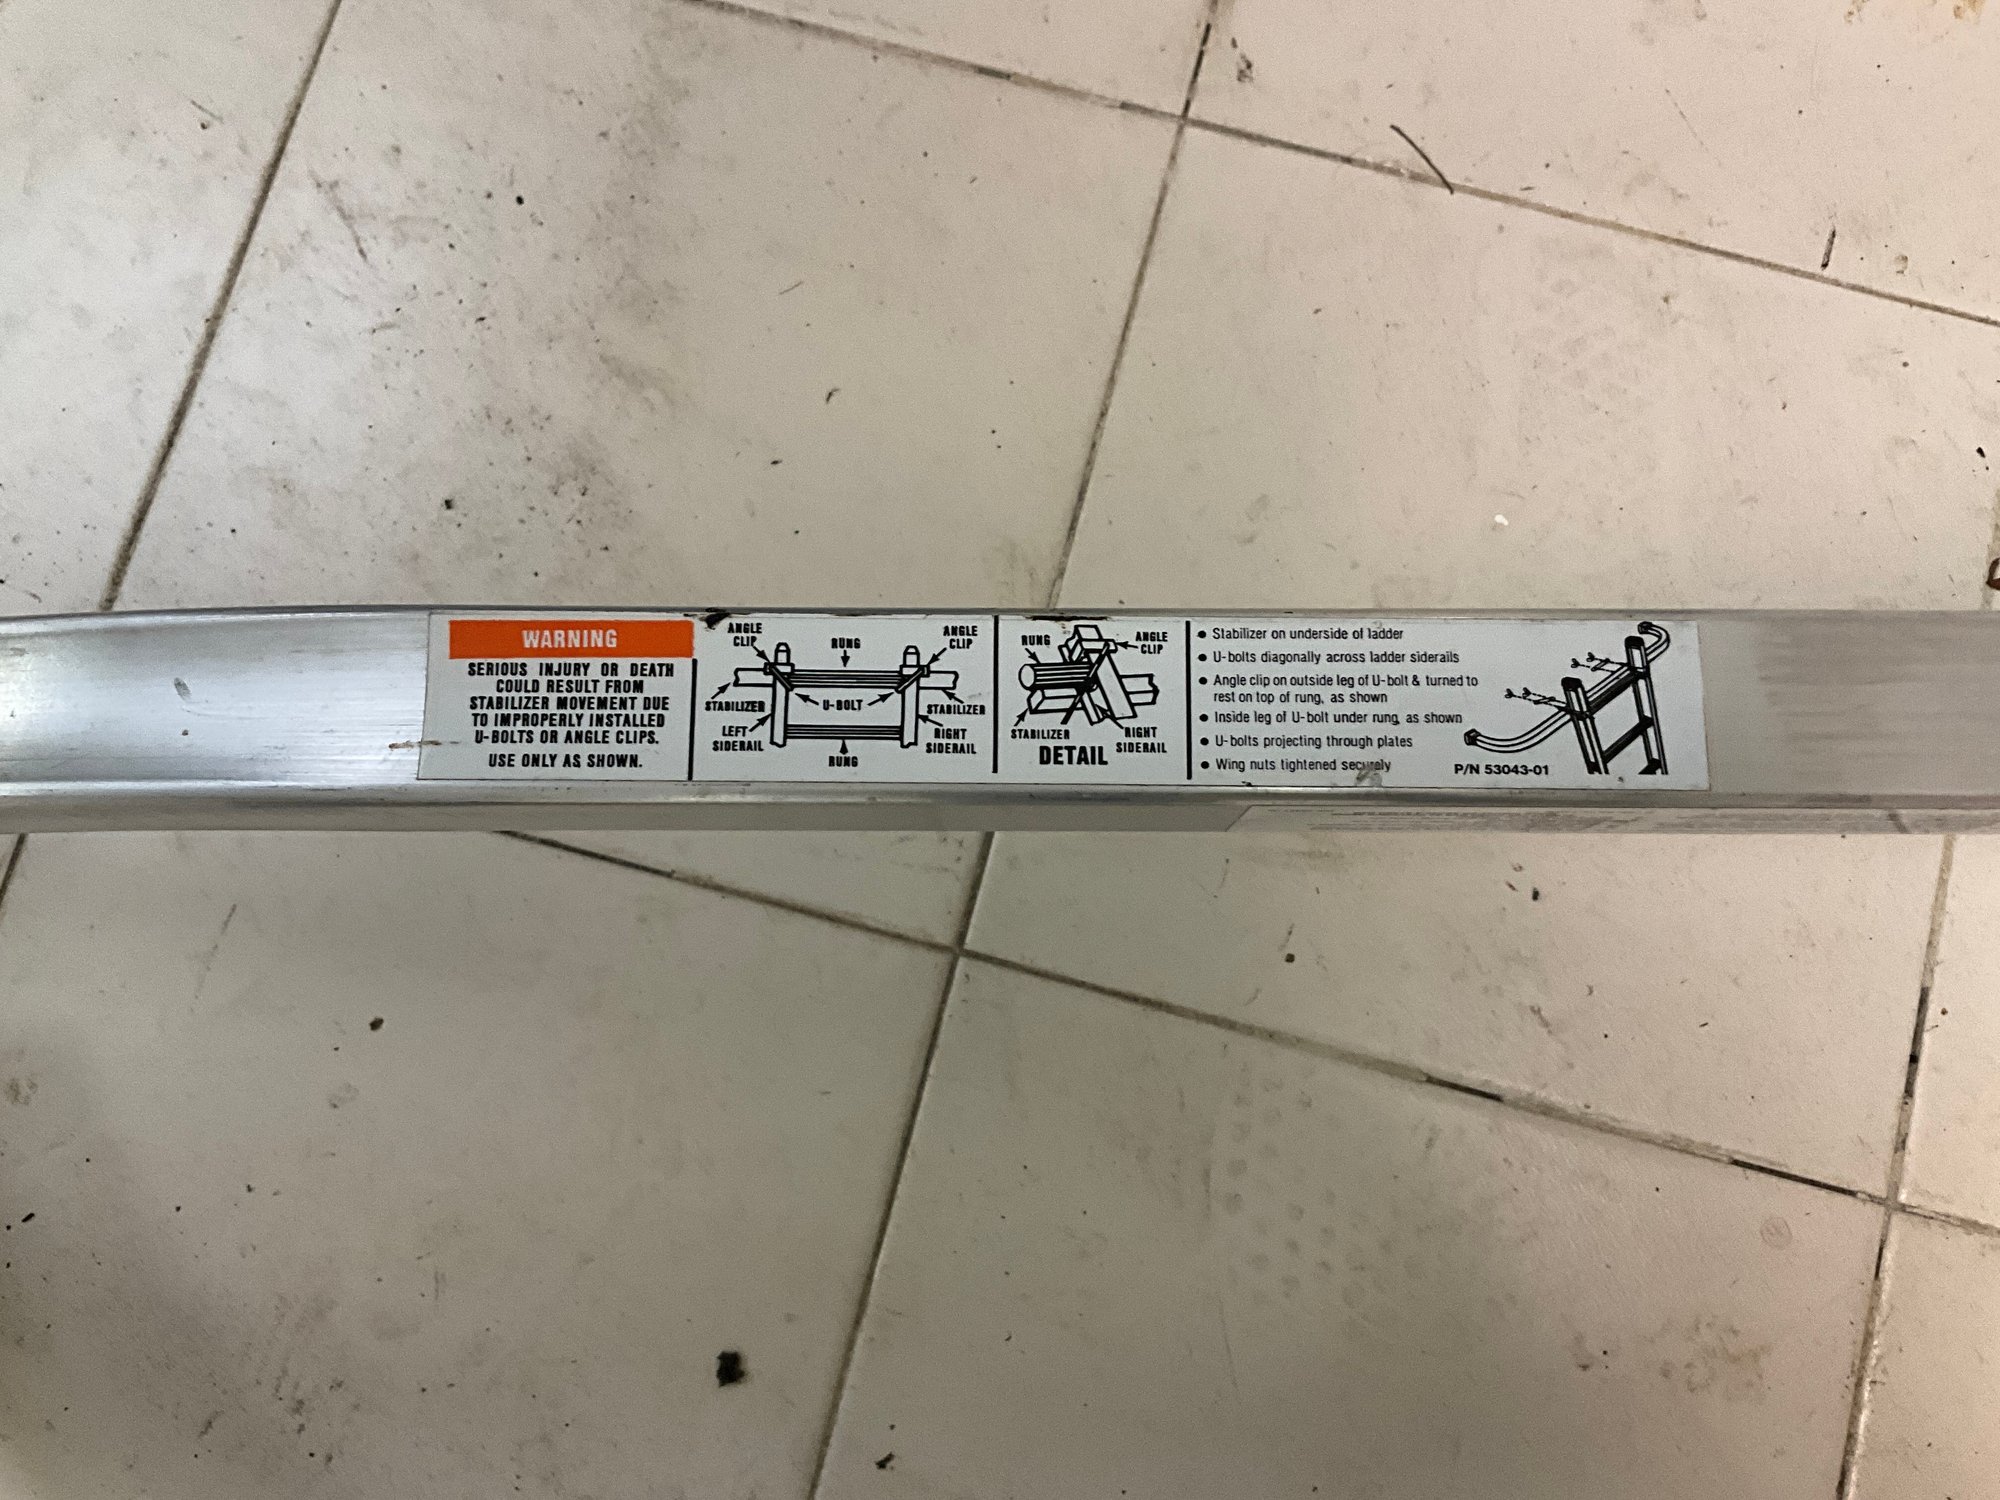 WARNING
SERIOUS INJURY OR DEATH
COULD RESULT FROM
STABILIZER MOVEMENT DUE
TO IMPROPERLY INSTALLED
U-BOLTS OR ANGLE CLIPS.
USE ONLY AS SHOWN.
ANGLE
CLIP
RUNG
ANGLE
CLIP
STABILIZER
U-BOLT
STABILIZER
LEFT
SIDERAIL
RIGHT
SIDERAIL
RUNG
RUNG
ANGLE
CLIP
STABILIZER
RIGHT
SIDERAIL
DETAIL
• Stabilizer on underside of ladder
• U-bolts diagonally across ladder siderails
• Angle clip on outside leg of U-bolt & turned to
rest on top of rung, as shown
• Inside leg of U-bolt under rung, as shown
• U-bolts projecting through plates
• Wing nuts tightened securely
P/N 53043-01